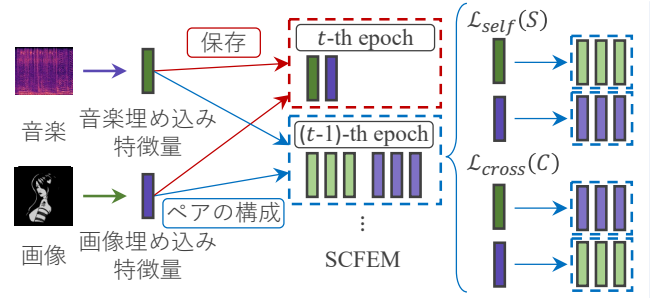 保存
t-th epoch
音楽
音楽埋め込み
特徴量
(t-1)-th epoch
ペアの構成
画像
画像埋め込み
特徴量
⋮
SCFEM
ℒself(S)
ℒcross(C)